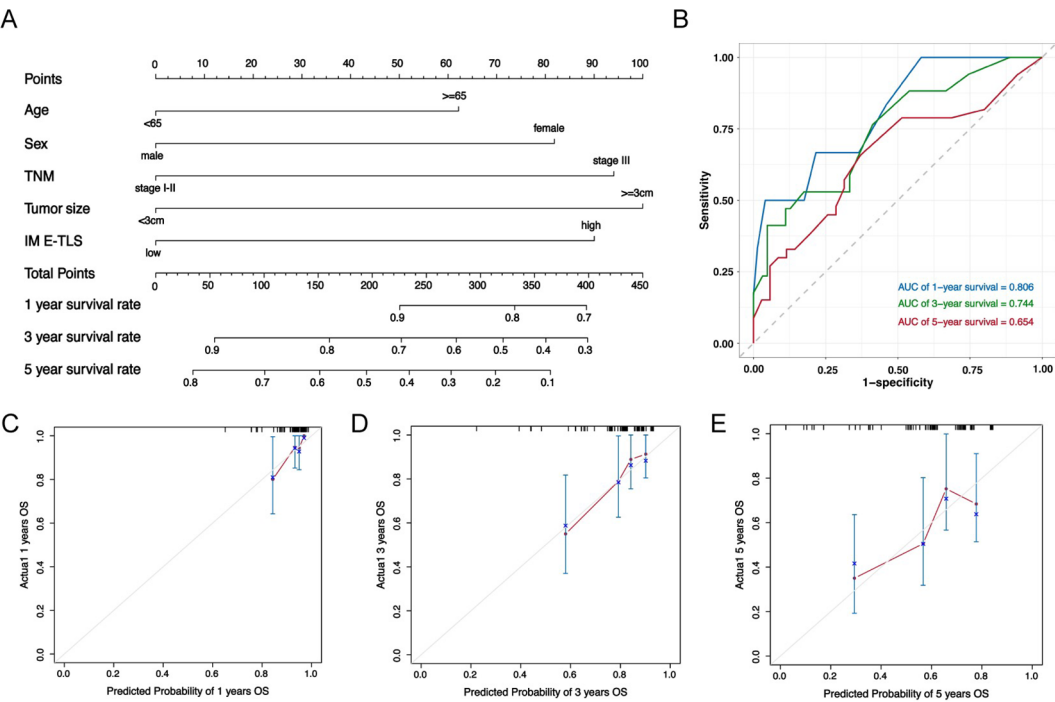 A
0 10 20 30 40 50 60 70 80 90 100
Points
>=65
Age
<65
female
Sex
male
stage III
TNM
stage I-II
>=3cm
Tumor size
<3cm
high
IM E-TLS
low
Total Points
0 50 100 150 200 250 300 350 400 450
1 year survival rate
0.9 0.8 0.7
3 year survival rate
0.9 0.8 0.7 0.6 0.5 0.4 0.3
5 year survival rate
0.8 0.7 0.6 0.5 0.4 0.3 0.2 0.1
B
1.00
0.75
0.50
0.25
0.00
Sensitivity
AUC of 1-year survival = 0.806
AUC of 3-year survival = 0.744
AUC of 5-year survival = 0.654
0.00 0.25 0.50 0.75 1.00
1-specificity
C
1.0
0.8
0.6
0.4
0.2
0.0
Actua1 1 years OS
0.0 0.2 0.4 0.6 0.8 1.0
Predicted Probability of 1 years OS
D
1.0
0.8
0.6
0.4
0.2
0.0
Actua1 3 years OS
0.0 0.2 0.4 0.6 0.8 1.0
Predicted Probability of 3 years OS
E
1.0
0.8
0.6
0.4
0.2
0.0
Actua1 5 years OS
0.0 0.2 0.4 0.6 0.8 1.0
Predicted Probability of 5 years OS